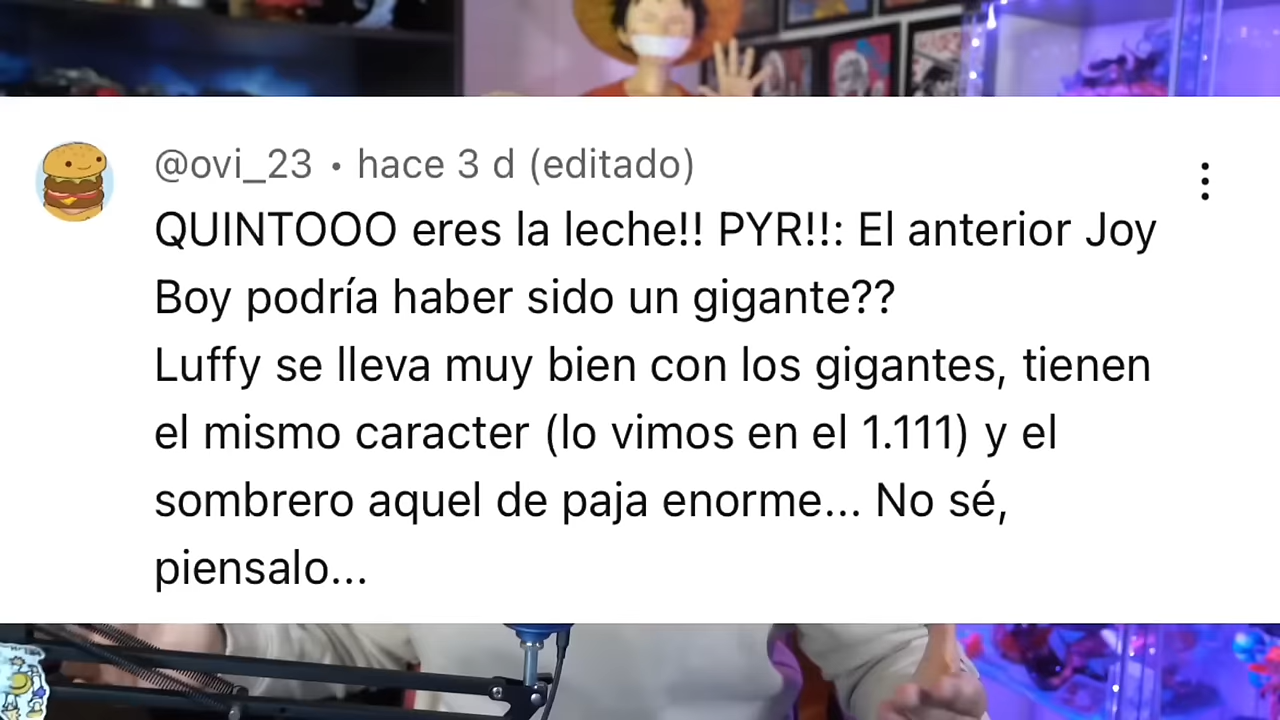 @ovi_23 • hace 3 d (editado)
QUINTOOO eres la leche!! PYR!!: El anterior Joy
Boy podría haber sido un gigante??
Luffy se lleva muy bien con los gigantes, tienen
el mismo caracter (lo vimos en el 1.111) y el
sombrero aquel de paja enorme... No sé,
piensalo...